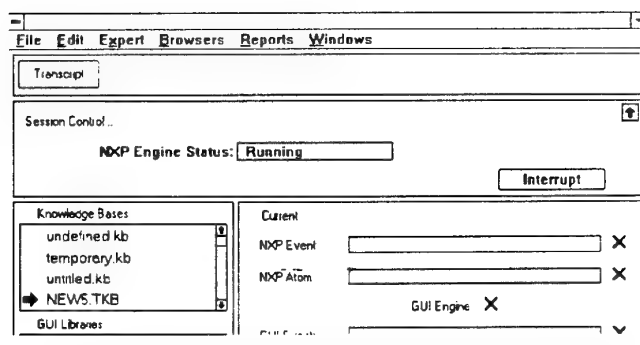 File Edit Expert Browsers Reports Windows
Transcript
Session Control..
NXP Engine Status: Running
Interrupt
Knowledge Bases
undefined.kb
temporary.kb
untitled.kb
NEWS.TKB
GUI Libraries
Current
NXP Event
NXP Atom
GUI Engine